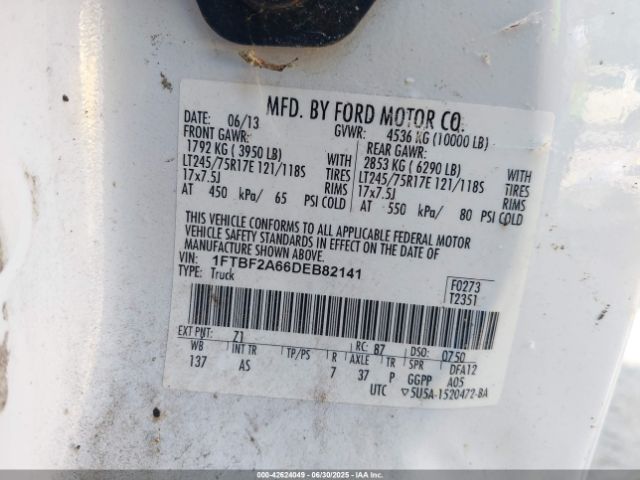 MFD. BY FORD MOTOR CO.
DATE: 06/13 GVWR: 4536 KG (10000 LB)
FRONT GAWR: REAR GAWR:
1792 KG ( 3950 LB) WITH 2853 KG ( 6290 LB) WITH
LT245/75R17E 121/118S TIRES LT245/75R17E 121/118S TIRES
17x7.5J RIMS 17x7.5J RIMS
AT 450 kPa/ 65 PSI COLD AT 550 kPa/ 80 PSI COLD
THIS VEHICLE CONFORMS TO ALL APPLICABLE FEDERAL MOTOR
VEHICLE SAFETY STANDARDS IN EFFECT ON THE DATE OF
MANUFACTURE SHOWN ABOVE.
VIN: 1FTBF2A66DEB82141
TYPE: Truck
F0273
T2351
EXT PNT: Z1 RC: 87 DSO: 0750
WB INT TR TP/PS R AXLE TR SPR DFA12
137 AS 7 37 P GGPP A05
UTC ▽5U5A-1520472-BA
000-42624049 - 06/30/2025 - IAAI.COM